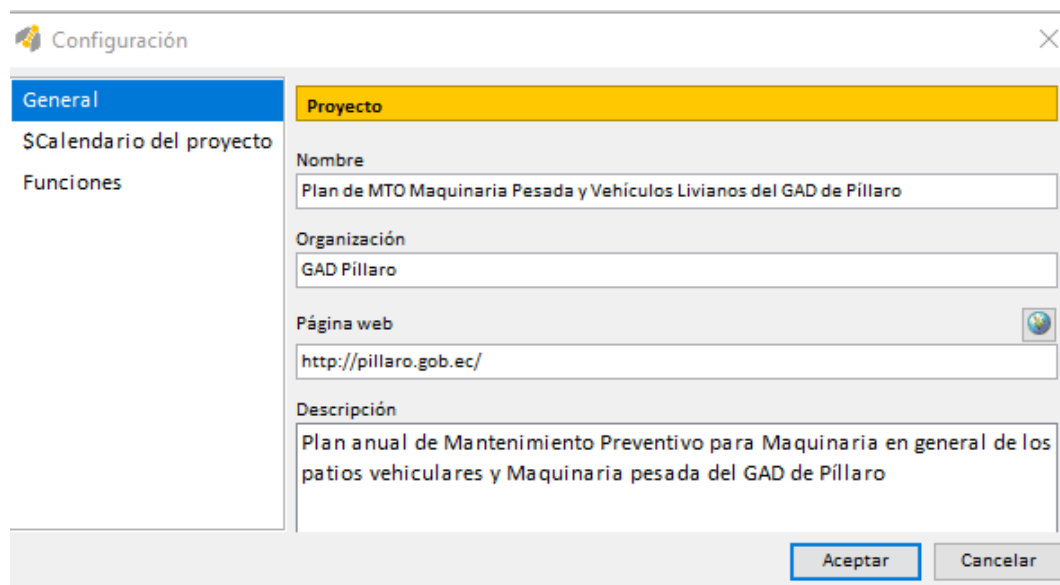 Configuración
General
$Calendario del proyecto
Funciones
Proyecto
Nombre
Plan de MTO Maquinaria Pesada y Vehículos Livianos del GAD de Píllaro
Organización
GAD Píllaro
Página web
http://pillaro.gob.ec/
Descripción
Plan anual de Mantenimiento Preventivo para Maquinaria en general de los
patios vehiculares y Maquinaria pesada del GAD de Píllaro
Aceptar
Cancelar